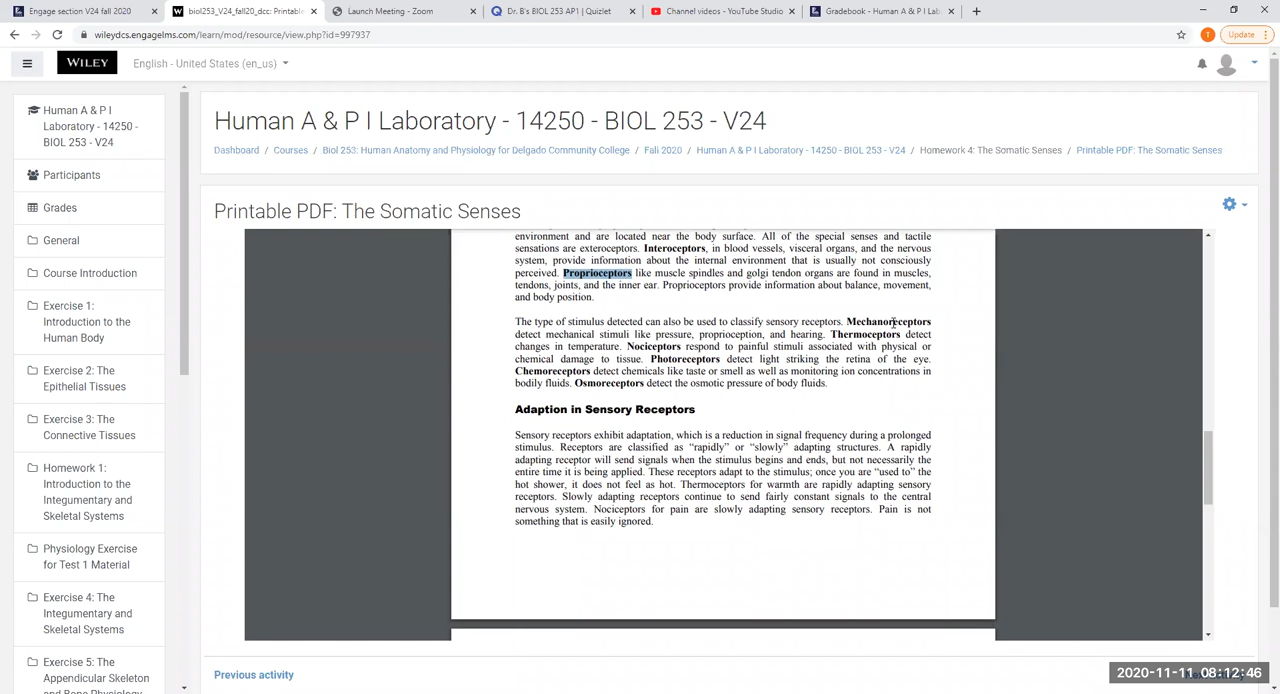 Engage section V24 fall 2020
biol253_V24_fall20_dcc: Printable
Launch Meeting - Zoom
Dr. B's BIOL 253 AP1 | Quizlet
Channel videos - YouTube Studio
Gradebook - Human A & P I Lab
wileydcs.engagelms.com/learn/mod/resource/view.php?id=997937
T
Update
WILEY
English - United States (en_us)
Human A & P I
Laboratory - 14250 -
BIOL 253 - V24
Participants
Grades
General
Course Introduction
Exercise 1:
Introduction to the
Human Body
Exercise 2: The
Epithelial Tissues
Exercise 3: The
Connective Tissues
Homework 1:
Introduction to the
Integumentary and
Skeletal Systems
Physiology Exercise
for Test 1 Material
Exercise 4: The
Integumentary and
Skeletal Systems
Exercise 5: The
Appendicular Skeleton
and Bone Physiology
Human A & P I Laboratory - 14250 - BIOL 253 - V24
Dashboard / Courses / Biol 253: Human Anatomy and Physiology for Delgado Community College / Fall 2020 / Human A & P I Laboratory - 14250 - BIOL 253 - V24 / Homework 4: The Somatic Senses / Printable PDF: The Somatic Senses
Printable PDF: The Somatic Senses
environment and are located near the body surface. All of the special senses and tactile
sensations are exteroceptors. Interoceptors, in blood vessels, visceral organs, and the nervous
system, provide information about the internal environment that is usually not consciously
perceived. Proprioceptors like muscle spindles and golgi tendon organs are found in muscles,
tendons, joints, and the inner ear. Proprioceptors provide information about balance, movement,
and body position.
The type of stimulus detected can also be used to classify sensory receptors. Mechanoreceptors
detect mechanical stimuli like pressure, proprioception, and hearing. Thermoceptors detect
changes in temperature. Nociceptors respond to painful stimuli associated with physical or
chemical damage to tissue. Photoreceptors detect light striking the retina of the eye.
Chemoreceptors detect chemicals like taste or smell as well as monitoring ion concentrations in
bodily fluids. Osmoreceptors detect the osmotic pressure of body fluids.
Adaption in Sensory Receptors
Sensory receptors exhibit adaptation, which is a reduction in signal frequency during a prolonged
stimulus. Receptors are classified as “rapidly” or “slowly” adapting structures. A rapidly
adapting receptor will send signals when the stimulus begins and ends, but not necessarily the
entire time it is being applied. These receptors adapt to the stimulus; once you are “used to” the
hot shower, it does not feel as hot. Thermoceptors for warmth are rapidly adapting sensory
receptors. Slowly adapting receptors continue to send fairly constant signals to the central
nervous system. Nociceptors for pain are slowly adapting sensory receptors. Pain is not
something that is easily ignored.
Previous activity
2020-11-11 08:12:46